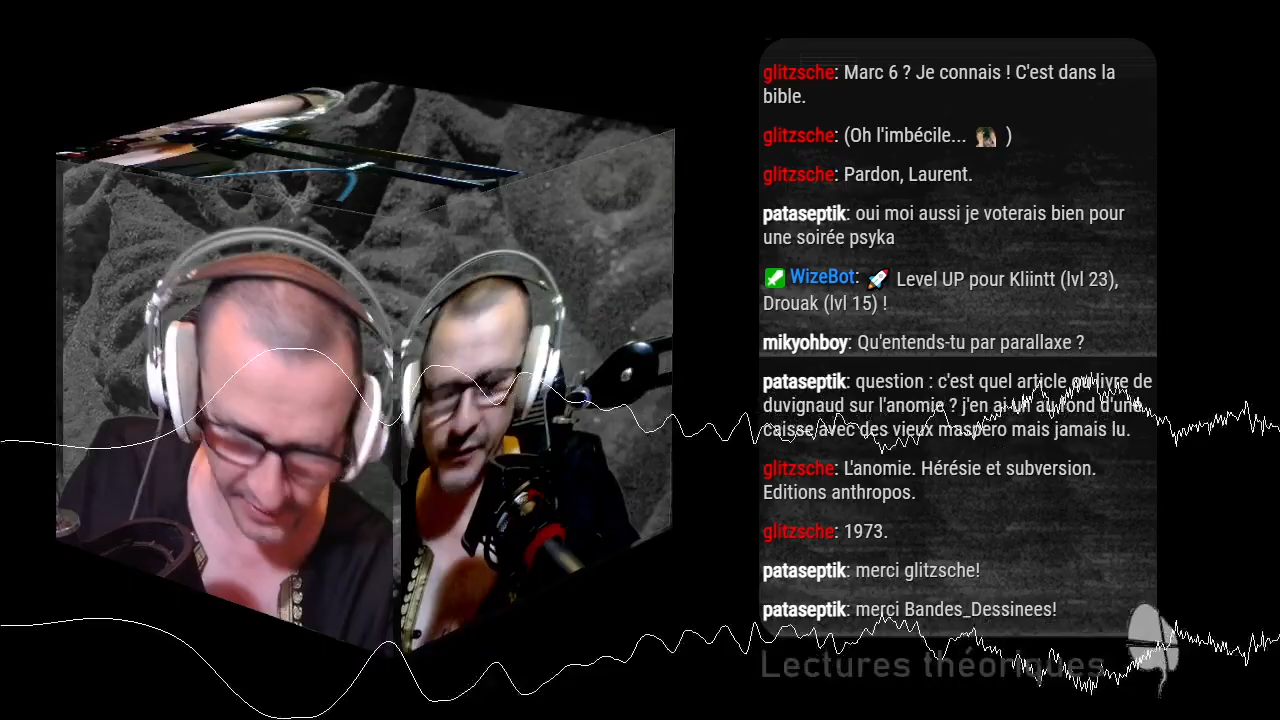 glitzsche: Marc 6 ? Je connais ! C'est dans la
bible.
glitzsche: (Oh l'imbécile... )
glitzsche: Pardon, Laurent.
pataseptik: oui moi aussi je voterais bien pour
une soirée psyka
WizeBot: 🚀 Level UP pour Kliintt (lvl 23),
Drouak (lvl 15) !
mikyohboy: Qu'entends-tu par parallaxe ?
pataseptik: question : c'est quel article ou livre de
duvignaud sur l'anomie ? j'en ai un au fond d'une
caisse avec des vieux maspero mais jamais lu.
glitzsche: L'anomie. Hérésie et subversion.
Editions anthropos.
glitzsche: 1973.
pataseptik: merci glitzsche!
pataseptik: merci Bandes_Dessinees!
Lectures théoriques